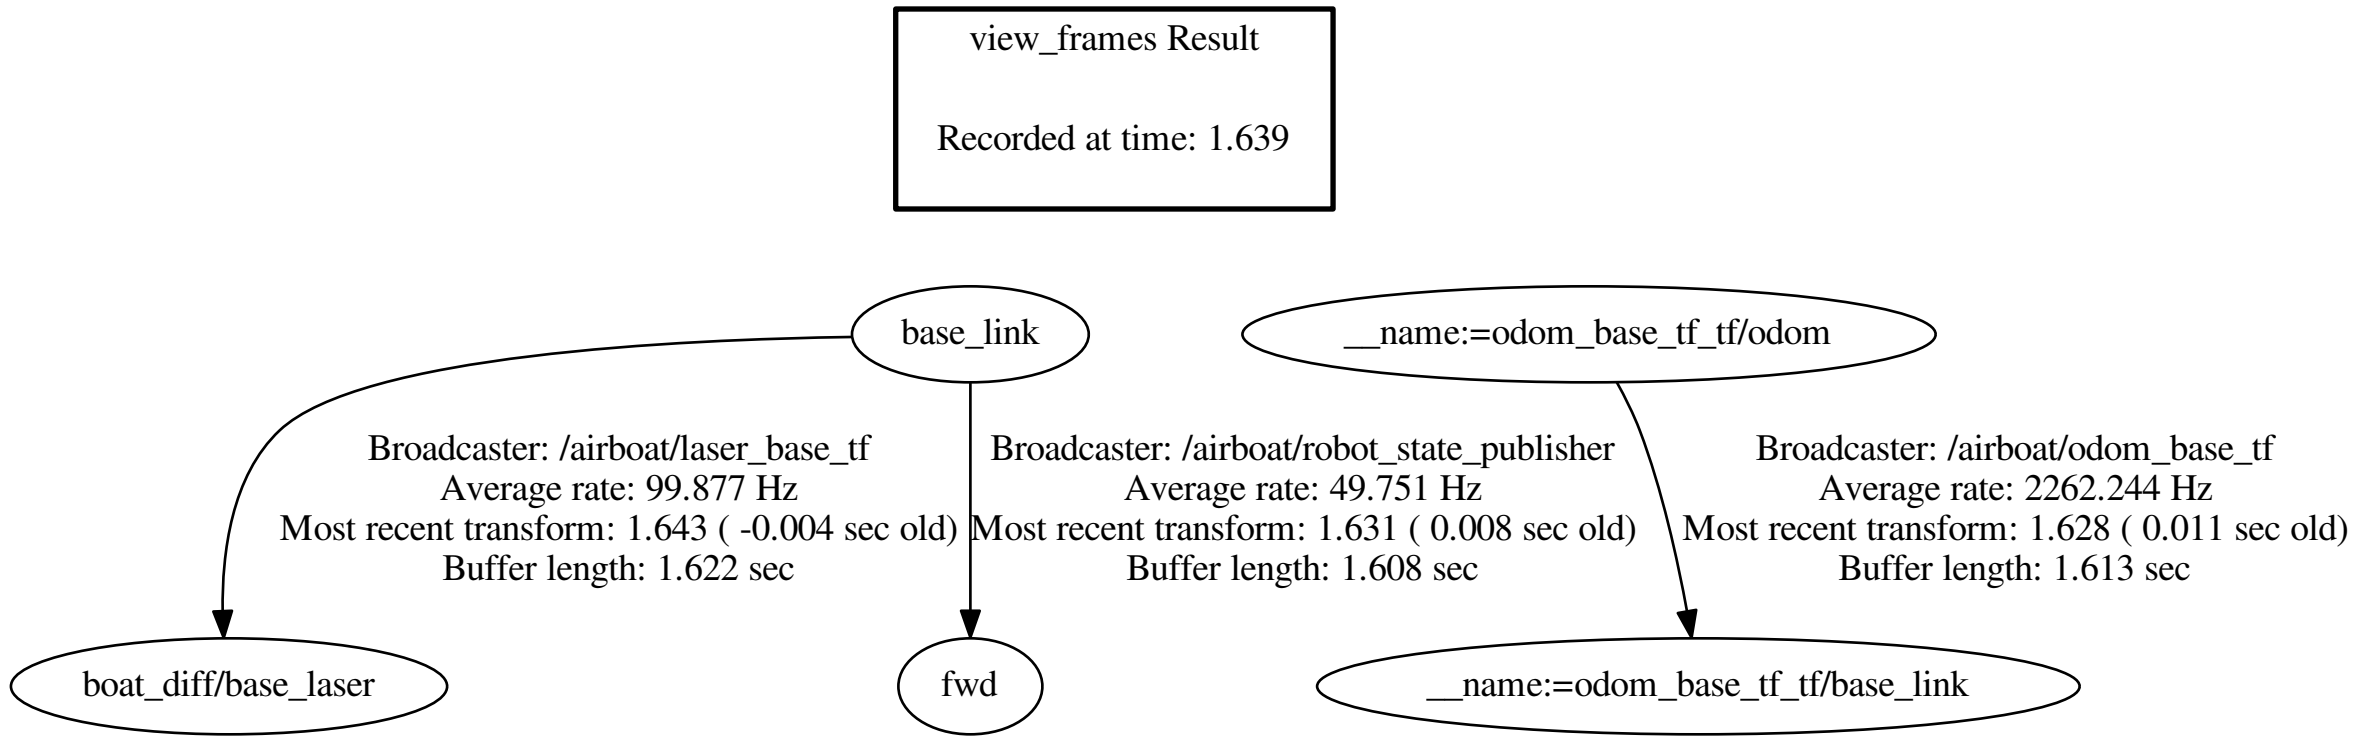 view_frames Result
Recorded at time: 1.639
base_link
__name:=odom_base_tf_tf/odom
Broadcaster: /airboat/laser_base_tf
Average rate: 99.877 Hz
Most recent transform: 1.643 ( -0.004 sec old)
Buffer length: 1.622 sec
Broadcaster: /airboat/robot_state_publisher
Average rate: 49.751 Hz
Most recent transform: 1.631 ( 0.008 sec old)
Buffer length: 1.608 sec
Broadcaster: /airboat/odom_base_tf
Average rate: 2262.244 Hz
Most recent transform: 1.628 ( 0.011 sec old)
Buffer length: 1.613 sec
boat_diff/base_laser
fwd
__name:=odom_base_tf_tf/base_link